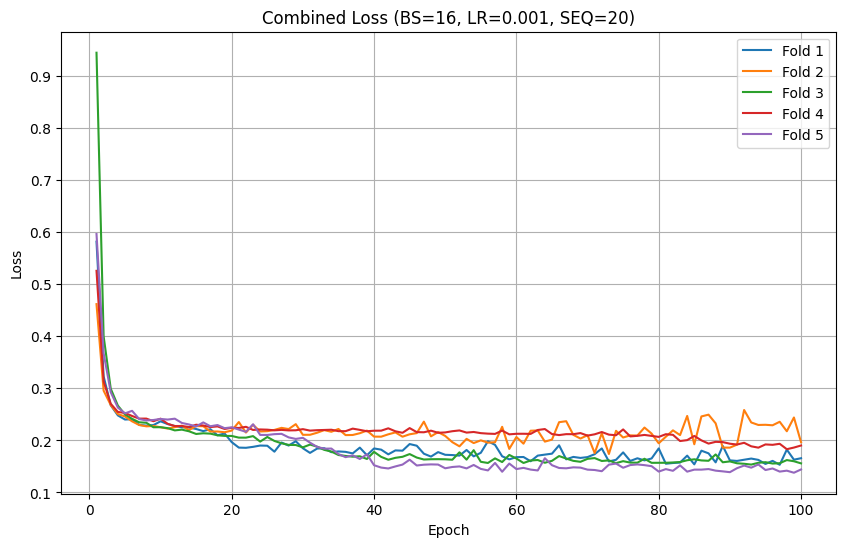 Combined Loss (BS=16, LR=0.001, SEQ=20)
Fold 1
Fold 2
Fold 3
Fold 4
Fold 5
0.9
0.8
0.7
0.6
0.5
0.4
0.3
0.2
0.1
Loss
0 20 40 60 80 100
Epoch